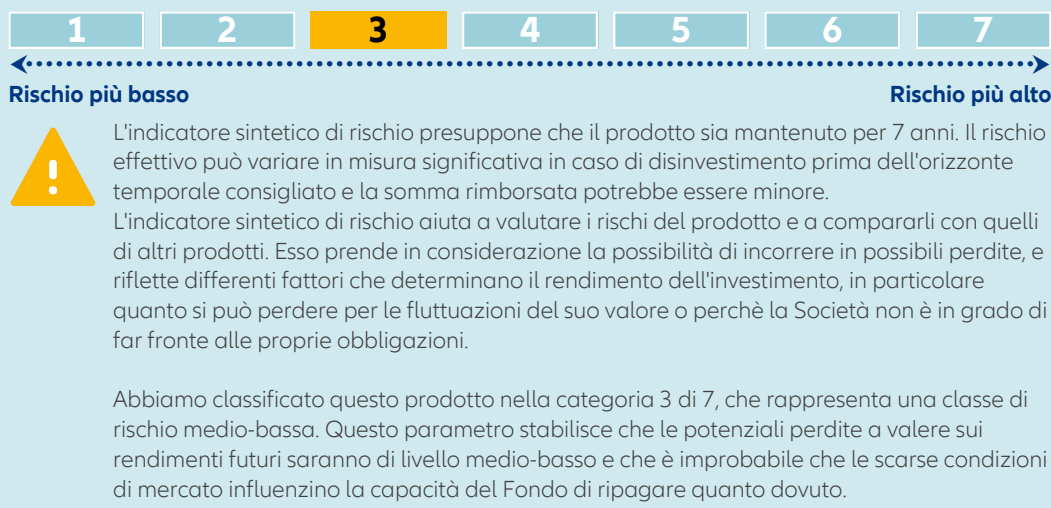 1 2 3 4 5 6 7
Rischio più basso Rischio più alto
L'indicatore sintetico di rischio presuppone che il prodotto sia mantenuto per 7 anni. Il rischio
effettivo può variare in misura significativa in caso di disinvestimento prima dell'orizzonte
temporale consigliato e la somma rimborsata potrebbe essere minore.
L'indicatore sintetico di rischio aiuta a valutare i rischi del prodotto e a compararli con quelli
di altri prodotti. Esso prende in considerazione la possibilità di incorrere in possibili perdite, e
riflette differenti fattori che determinano il rendimento dell'investimento, in particolare
quanto si può perdere per le fluttuazioni del suo valore o perchè la Società non è in grado di
far fronte alle proprie obbligazioni.
Abbiamo classificato questo prodotto nella categoria 3 di 7, che rappresenta una classe di
rischio medio-bassa. Questo parametro stabilisce che le potenziali perdite a valere sui
rendimenti futuri saranno di livello medio-basso e che è improbabile che le scarse condizioni
di mercato influenzino la capacità del Fondo di ripagare quanto dovuto.